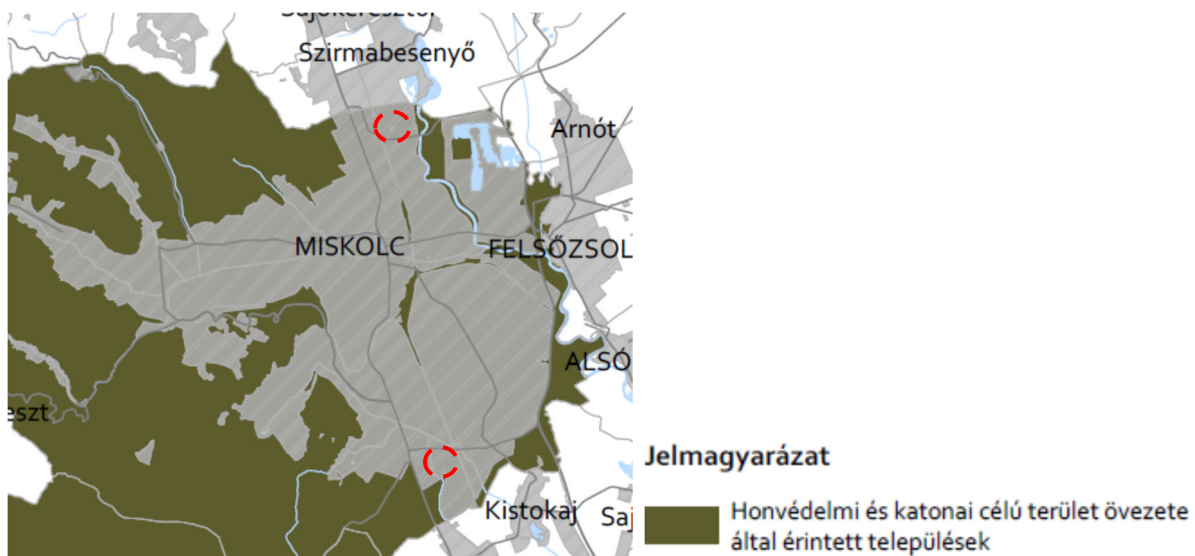 Szirmabesenyő
Arnót
MISKOLC
FELSŐZSOL
ALSÓ
eszt
Kistokaj
Saj
Jelmagyarázat
Honvédelmi és katonai célú terület övezete
által érintett települések